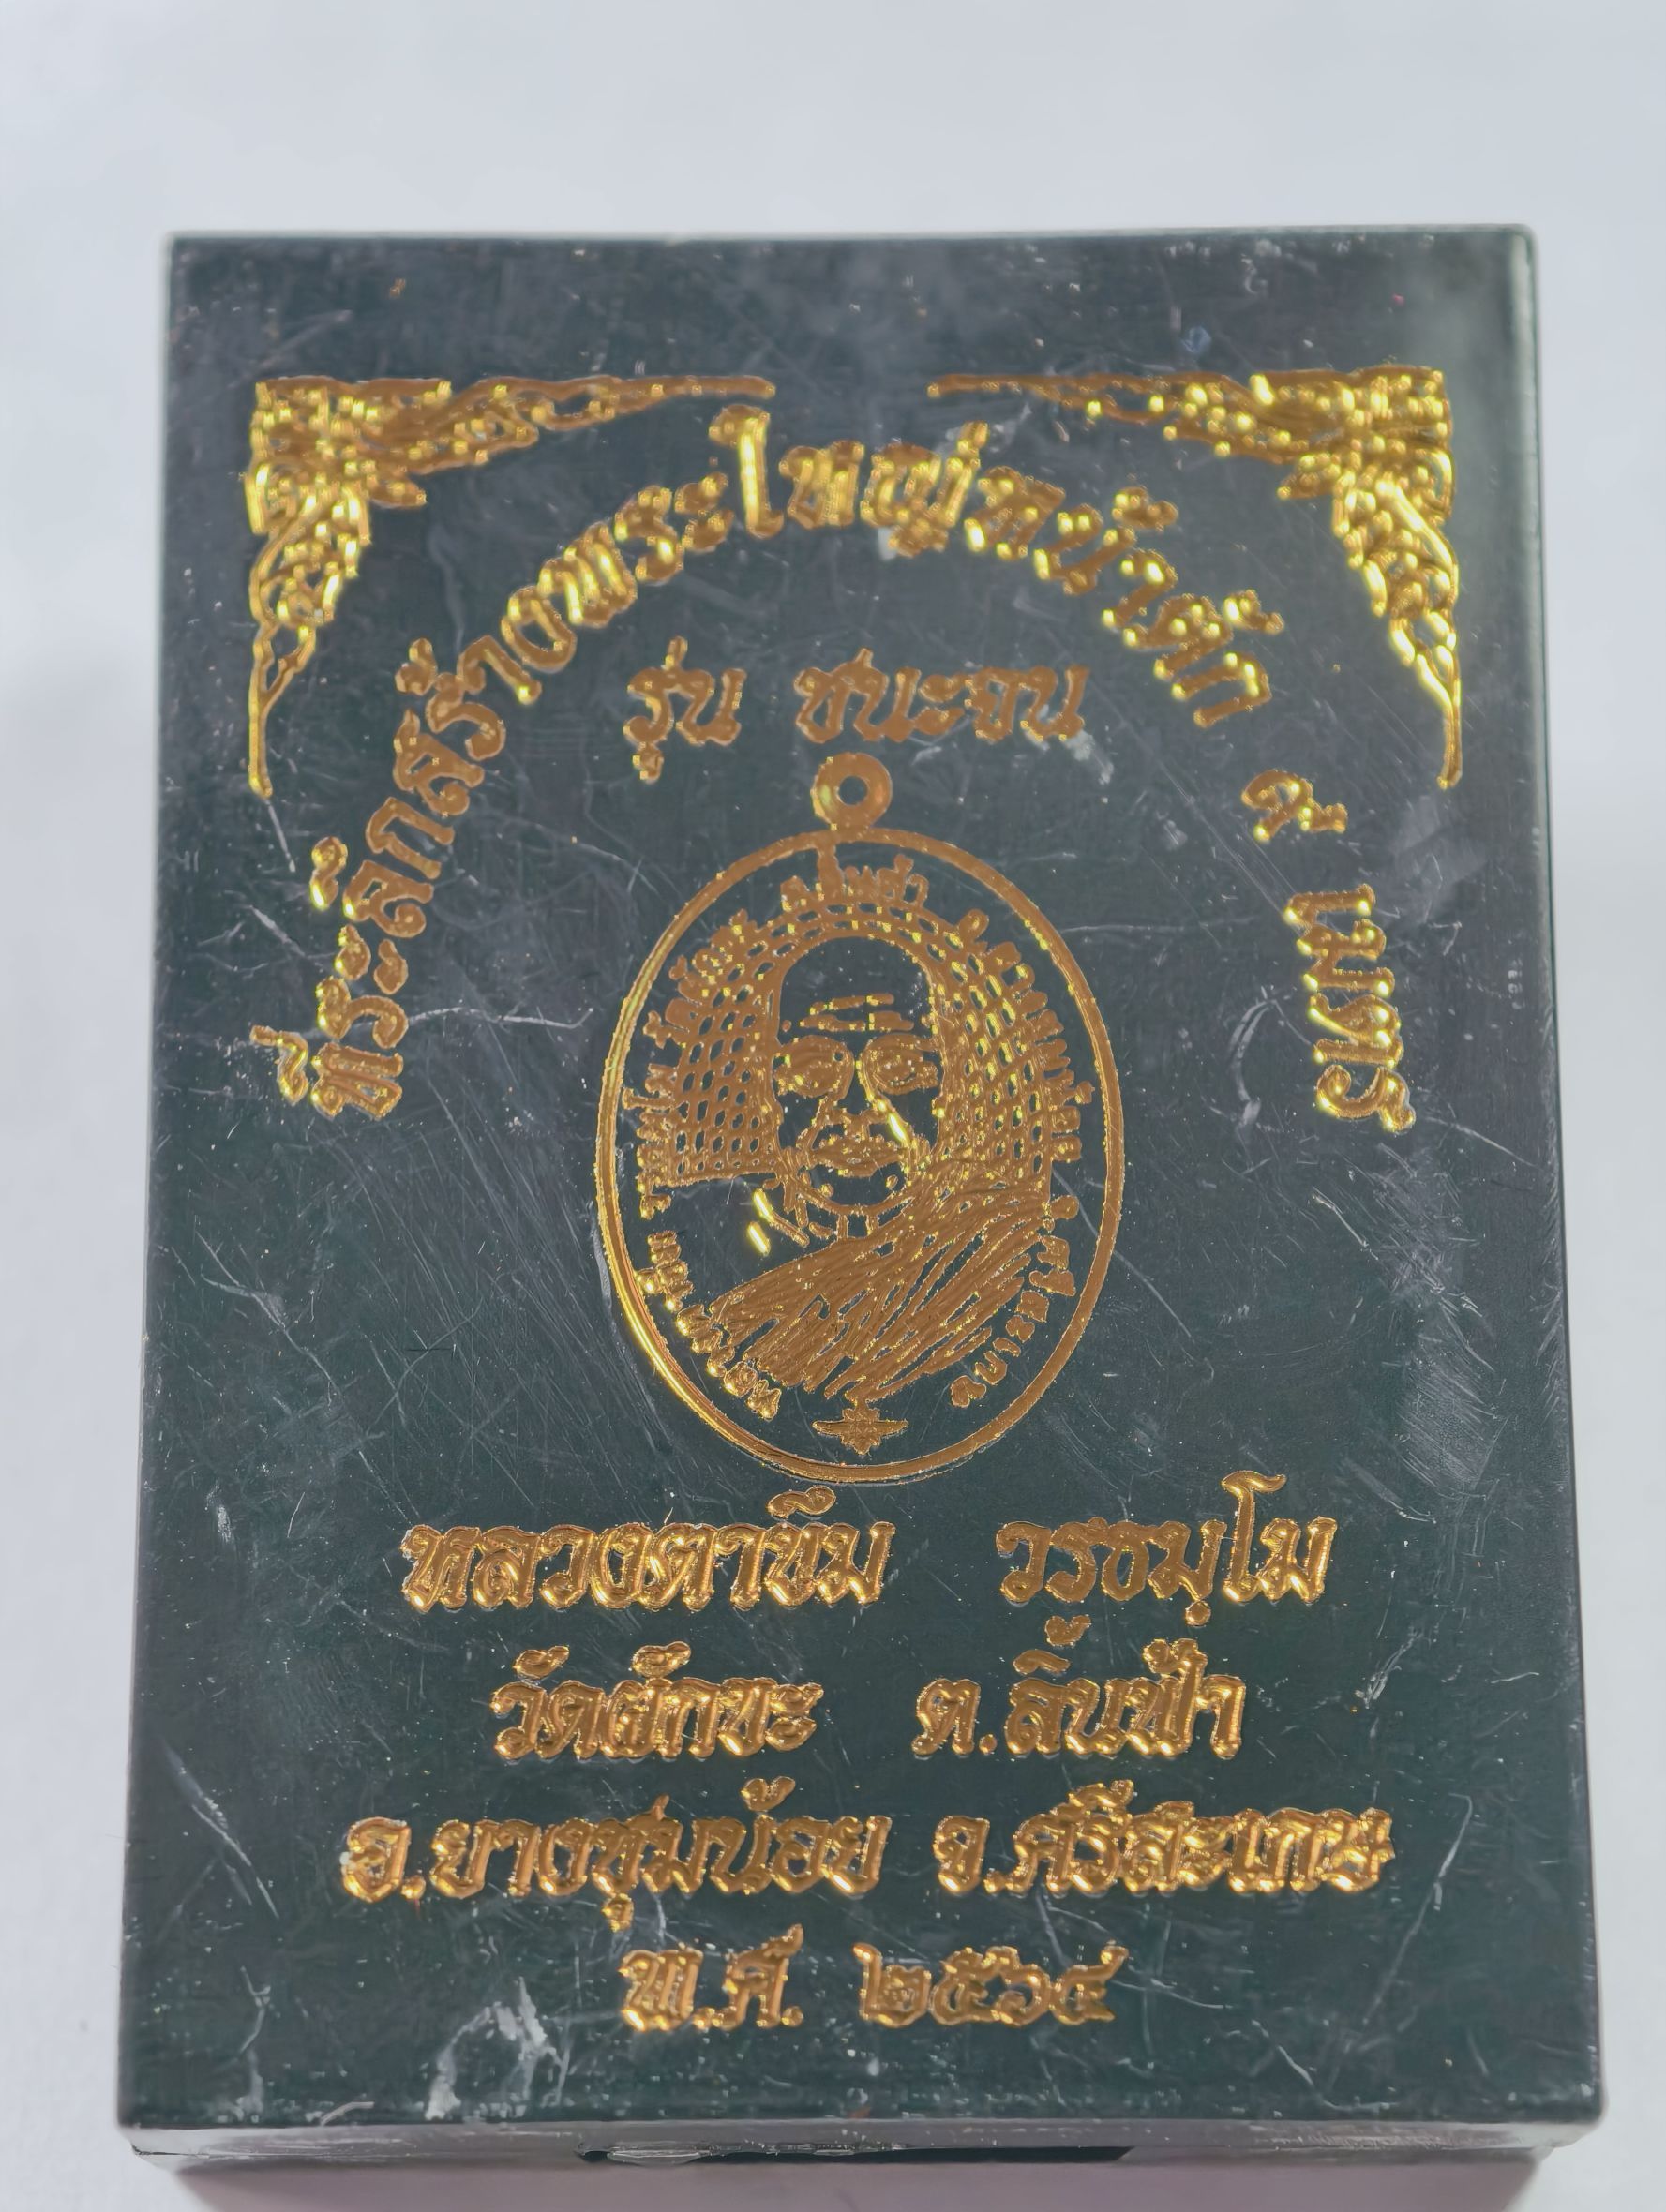 ที่ระลึกสร้างพระใหญ่หน้าตัก ๙ เมตร
รุ่น ชนะจน
หลวงตาขึม วรธมฺโม
วัดผักขะ ต.ลิ้นฟ้า
อ.ยางชุมน้อย จ.ศรีสะเกษ
พ.ศ. ๒๕๖๔